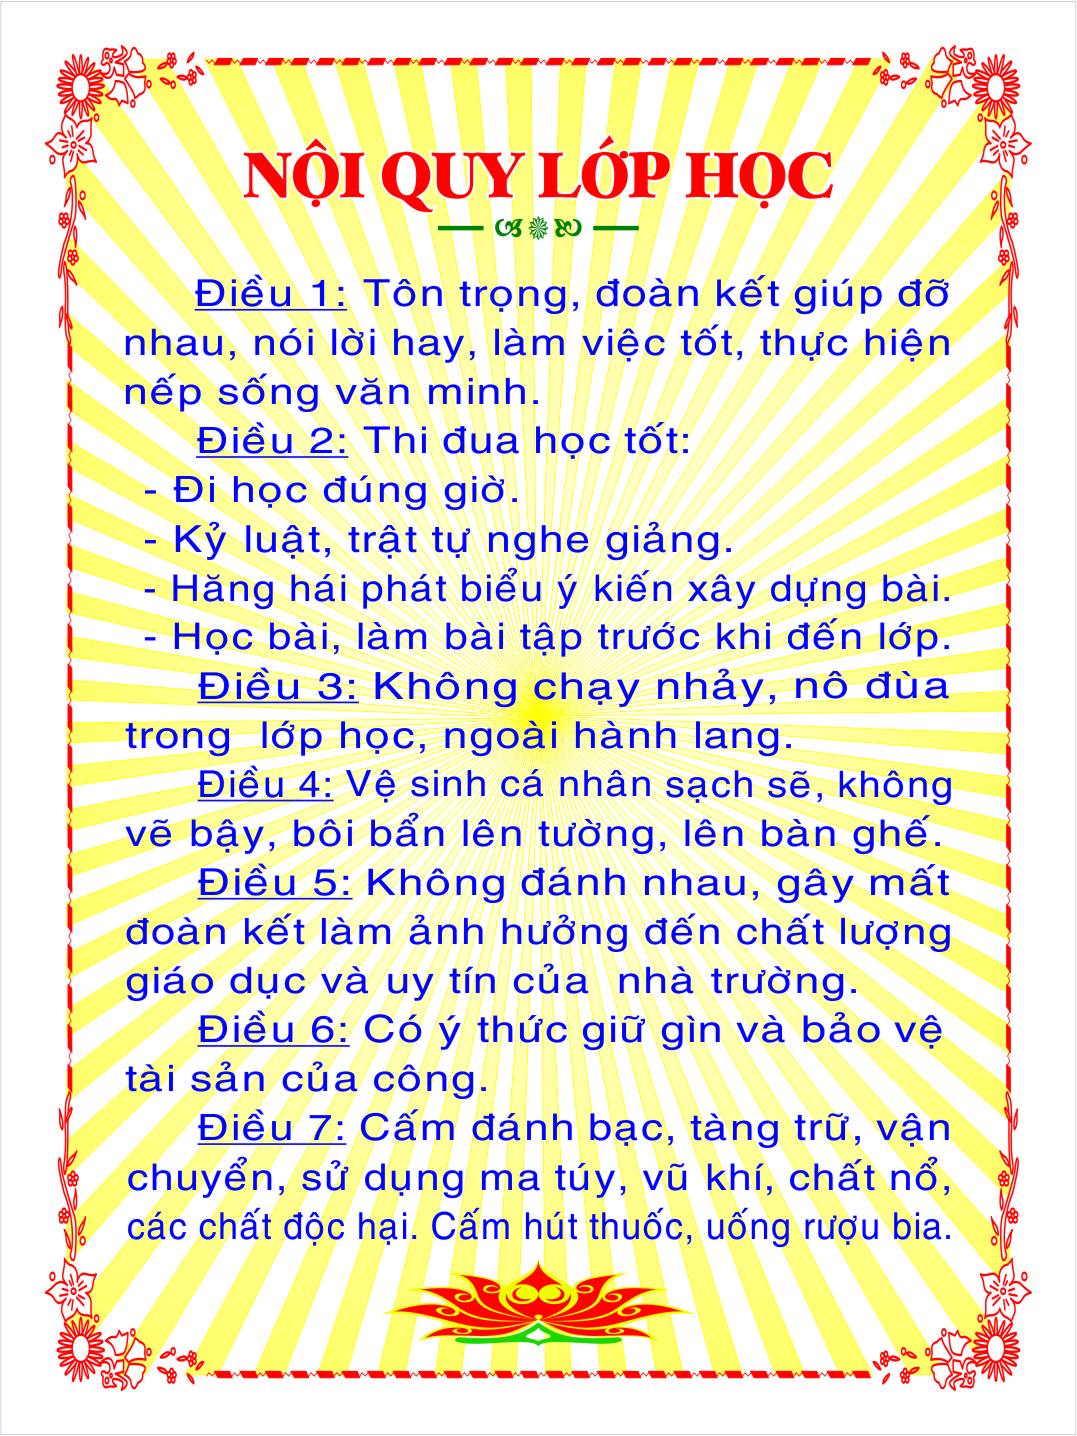 NỘI QUY LỚP HỌC
Điều 1: Tôn trọng, đoàn kết giúp đỡ
nhau, nói lời hay, làm việc tốt, thực hiện
nếp sống văn minh.
Điều 2: Thi đua học tốt:
- Đi học đúng giờ.
- Kỷ luật, trật tự nghe giảng.
- Hăng hái phát biểu ý kiến xây dựng bài.
- Học bài, làm bài tập trước khi đến lớp.
Điều 3: Không chạy nhảy, nô đùa
trong lớp học, ngoài hành lang.
Điều 4: Vệ sinh cá nhân sạch sẽ, không
vẽ bậy, bôi bẩn lên tường, lên bàn ghế.
Điều 5: Không đánh nhau, gây mất
đoàn kết làm ảnh hưởng đến chất lượng
giáo dục và uy tín của nhà trường.
Điều 6: Có ý thức giữ gìn và bảo vệ
tài sản của công.
Điều 7: Cấm đánh bạc, tàng trữ, vận
chuyển, sử dụng ma túy, vũ khí, chất nổ,
các chất độc hại. Cấm hút thuốc, uống rượu bia.